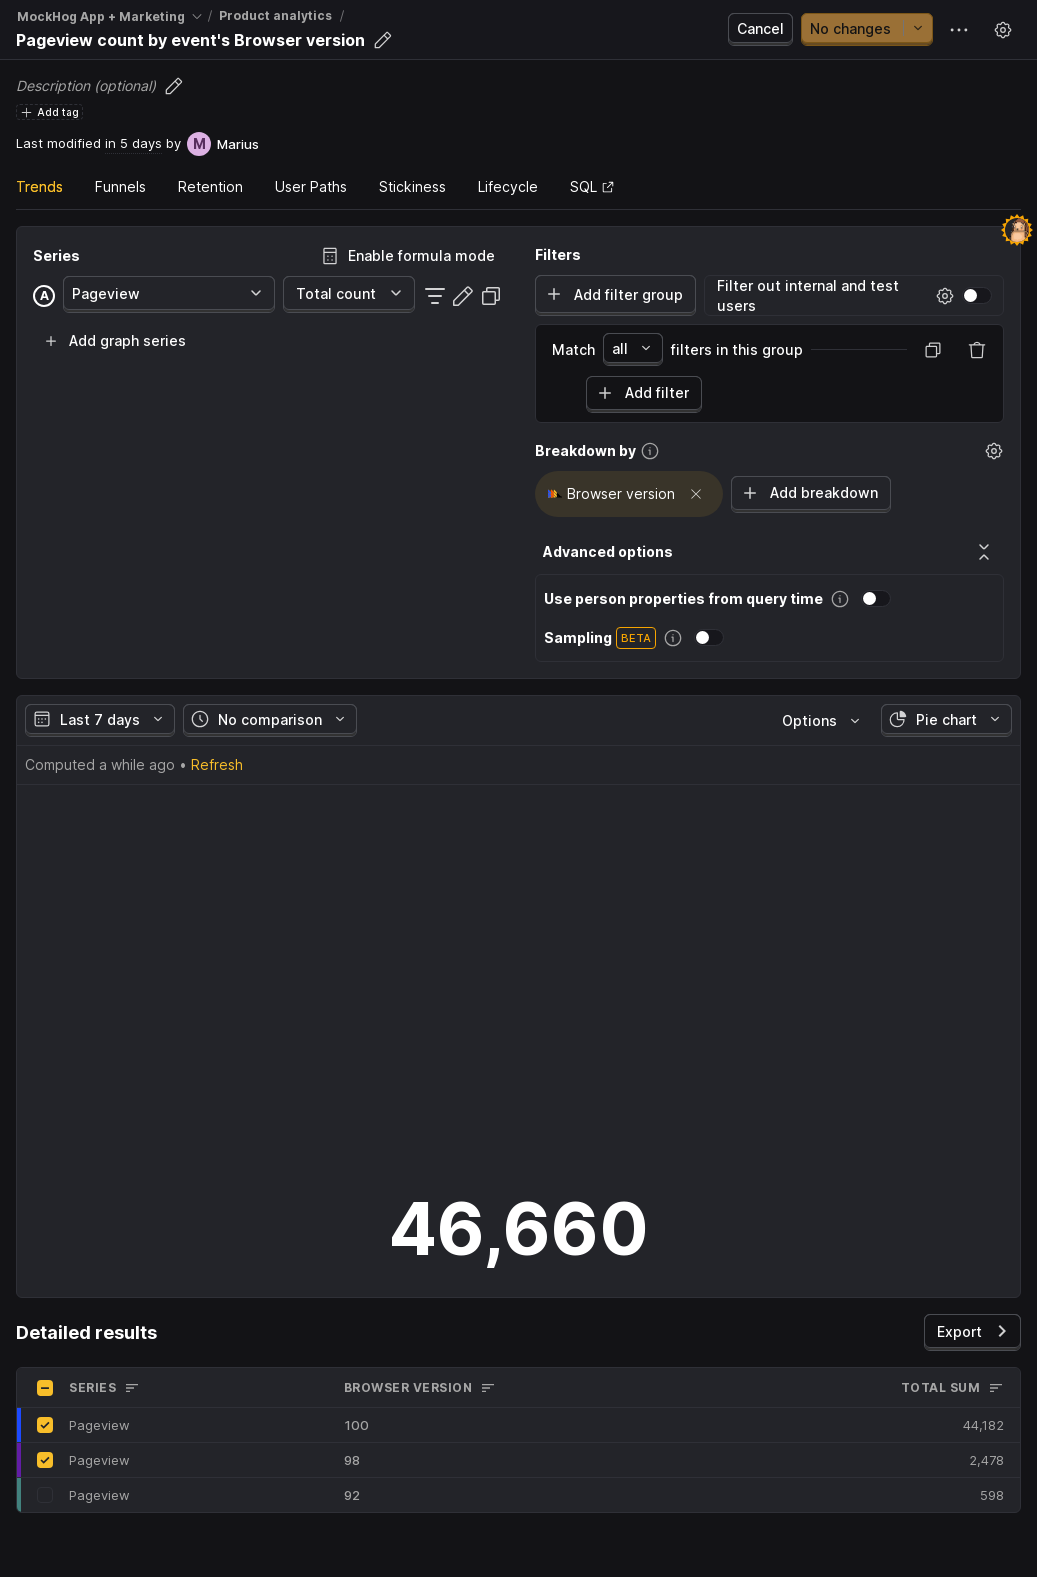 MockHog App + Marketing / Product analytics /
Pageview count by event's Browser version
Cancel
No changes
Description (optional)
Add tag
Last modified in 5 days by M Marius
Trends Funnels Retention User Paths Stickiness Lifecycle SQL
Series
Enable formula mode
A Pageview Total count
Add graph series
Filters
Add filter group
Filter out internal and test
users
Match all filters in this group
Add filter
Breakdown by
Browser version
Add breakdown
Advanced options
Use person properties from query time
Sampling BETA
Last 7 days No comparison Options Pie chart
Computed a while ago • Refresh
46,660
Detailed results
Export
SERIES BROWSER VERSION TOTAL SUM
Pageview 100 44,182
Pageview 98 2,478
Pageview 92 598